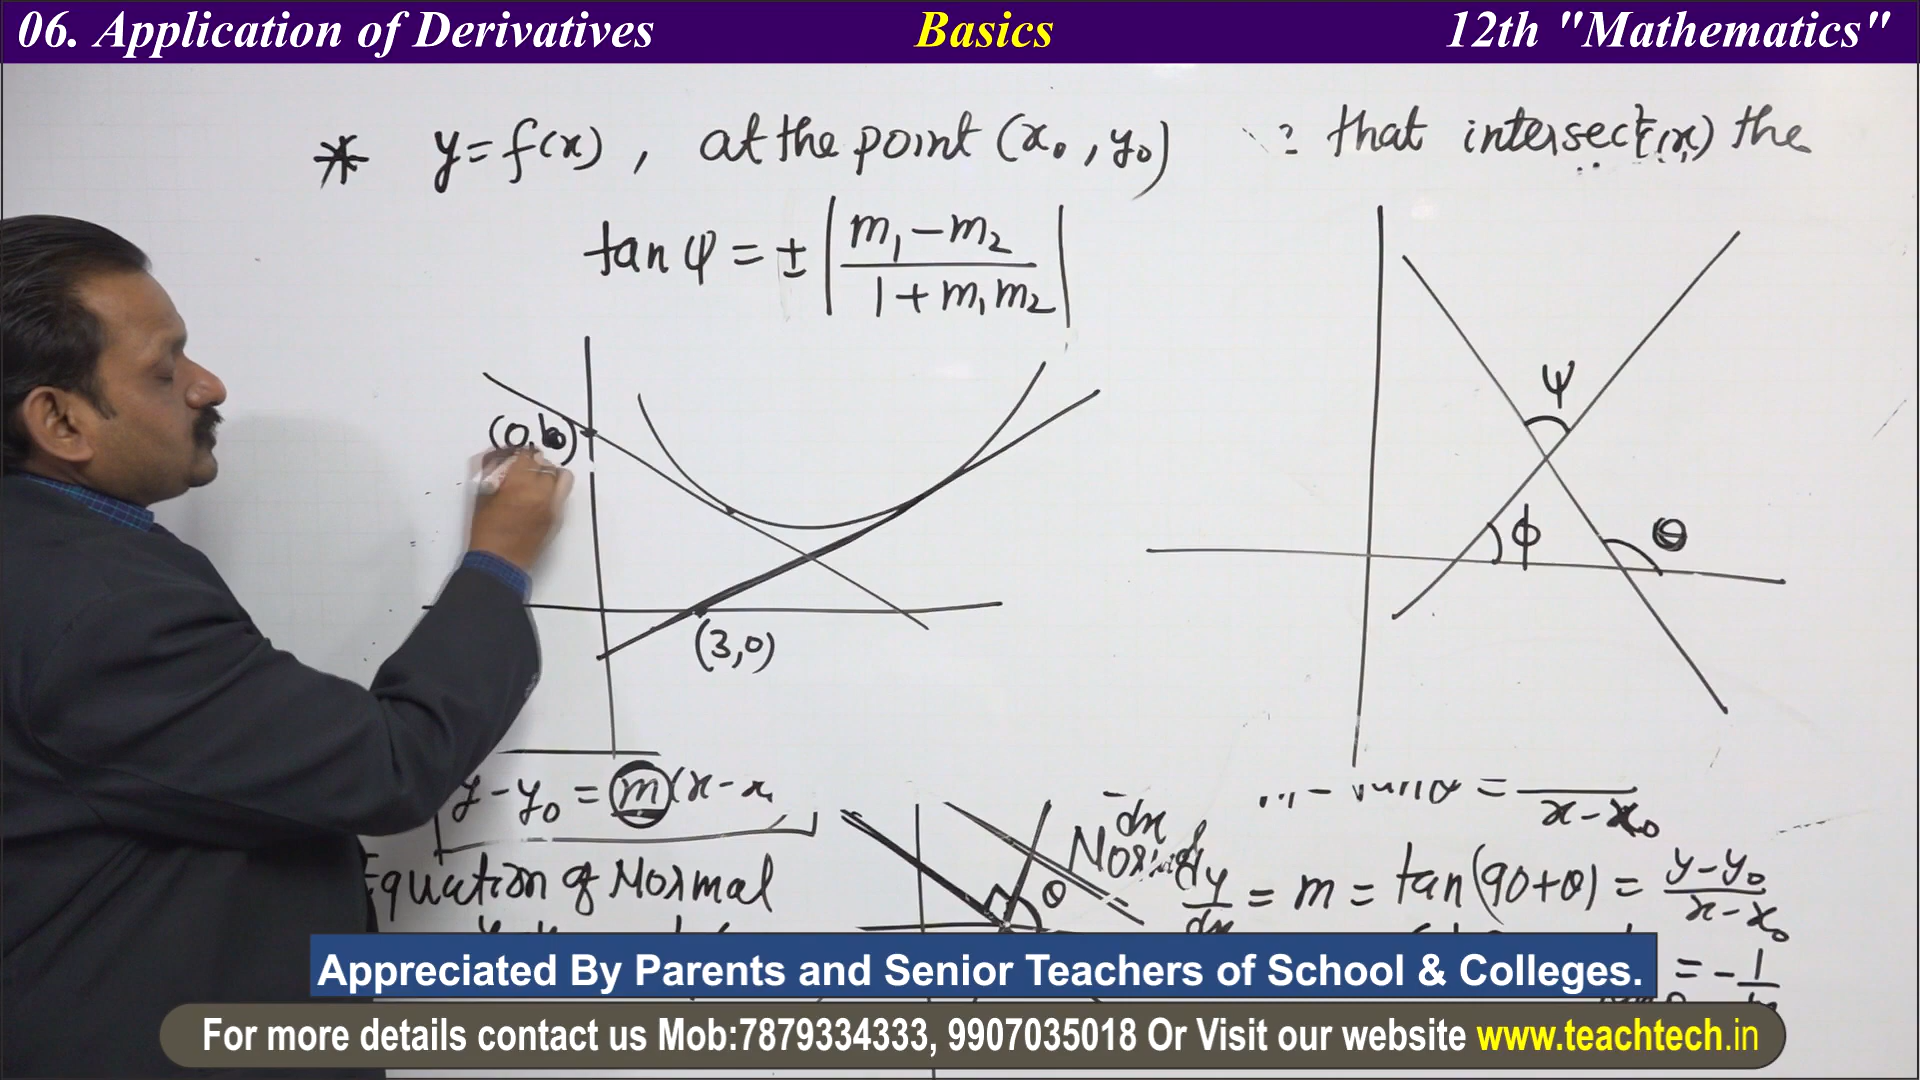 06. Application of Derivatives Basics 12th "Mathematics"
* y = f(x), at the point (x₀, y₀) that intersect the
tan ψ = ± | (m₁ - m₂) / (1 + m₁m₂) |
ψ
(0, b)
ϕ θ
(3,0)
y - y₀ = m(x - x
dx
x - x₀
Equation of Normal
Normal
θ
dy/dx = m = tan(90+θ) = (y - y₀)/(x - x₀)
= - 1
Appreciated By Parents and Senior Teachers of School & Colleges.
For more details contact us Mob:7879334333, 9907035018 Or Visit our website www.teachtech.in